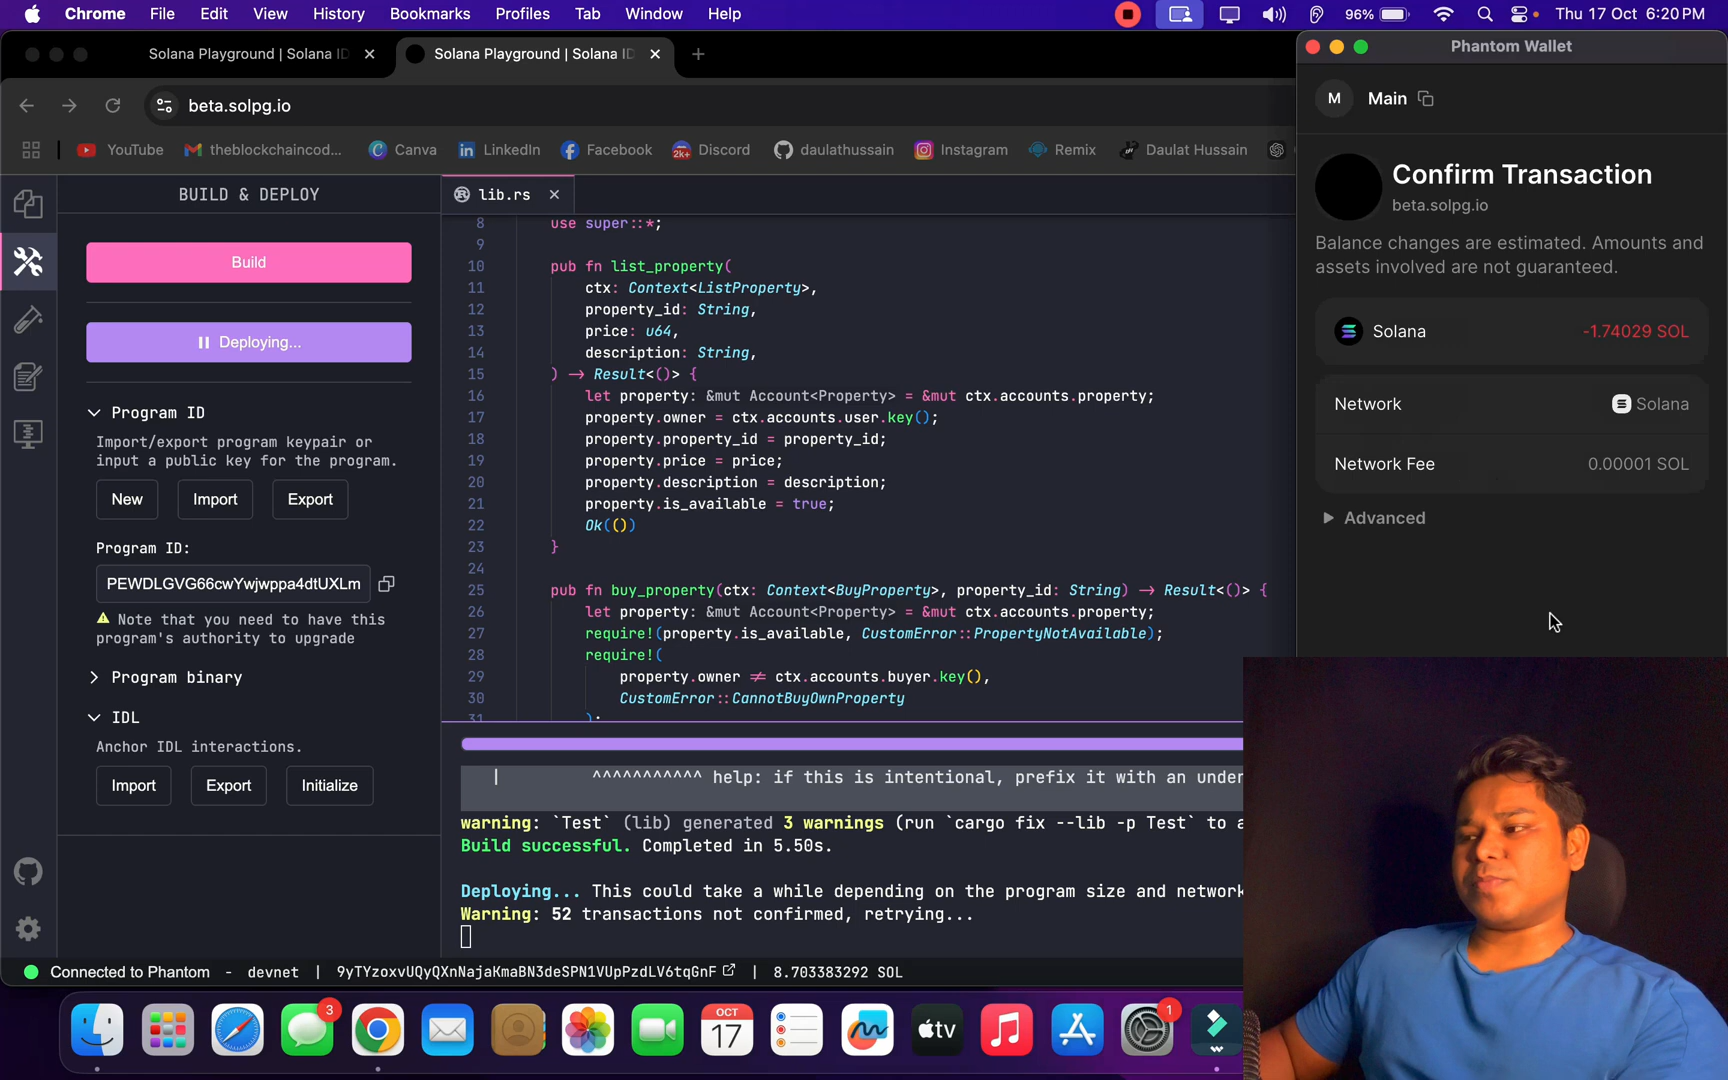 Chrome File Edit View History Bookmarks Profiles Tab Window Help 96% Thu 17 Oct 6:20 PM
Solana Playground | Solana ID Solana Playground | Solana ID
beta.solpg.io
YouTube theblockchaincod... Canva LinkedIn Facebook 2k+ Discord daulathussain Instagram Remix Daulat Hussain
BUILD & DEPLOY
Build
Deploying...
Program ID
Import/export program keypair or
input a public key for the program.
New Import Export
Program ID:
PEWDLGVG66cwYwjwppa4dtUXLm
Note that you need to have this
program's authority to upgrade
Program binary
IDL
Anchor IDL interactions.
Import Export Initialize
lib.rs
8 use super::*;
9
10 pub fn list_property(
11 ctx: Context<ListProperty>,
12 property_id: String,
13 price: u64,
14 description: String,
15 ) → Result<()> {
16 let property: &mut Account<Property> = &mut ctx.accounts.property;
17 property.owner = ctx.accounts.user.key();
18 property.property_id = property_id;
19 property.price = price;
20 property.description = description;
21 property.is_available = true;
22 Ok(())
23 }
24
25 pub fn buy_property(ctx: Context<BuyProperty>, property_id: String) → Result<()> {
26 let property: &mut Account<Property> = &mut ctx.accounts.property;
27 require!(property.is_available, CustomError::PropertyNotAvailable);
28 require!(
29 property.owner ≠ ctx.accounts.buyer.key(),
30 CustomError::CannotBuyOwnProperty
31 );
| ^^^^^^^^^^^ help: if this is intentional, prefix it with an under
warning: `Test` (lib) generated 3 warnings (run `cargo fix --lib -p Test` to a
Build successful. Completed in 5.50s.
Deploying... This could take a while depending on the program size and network
Warning: 52 transactions not confirmed, retrying...
Connected to Phantom - devnet | 9yTYzoxvUQyQXnNajaKmaBN3deSPN1VUpPzdLV6tqGnF | 8.703383292 SOL
Phantom Wallet
M Main
Confirm Transaction
beta.solpg.io
Balance changes are estimated. Amounts and
assets involved are not guaranteed.
Solana -1.74029 SOL
Network Solana
Network Fee 0.00001 SOL
Advanced
3 OCT 17 tv 1